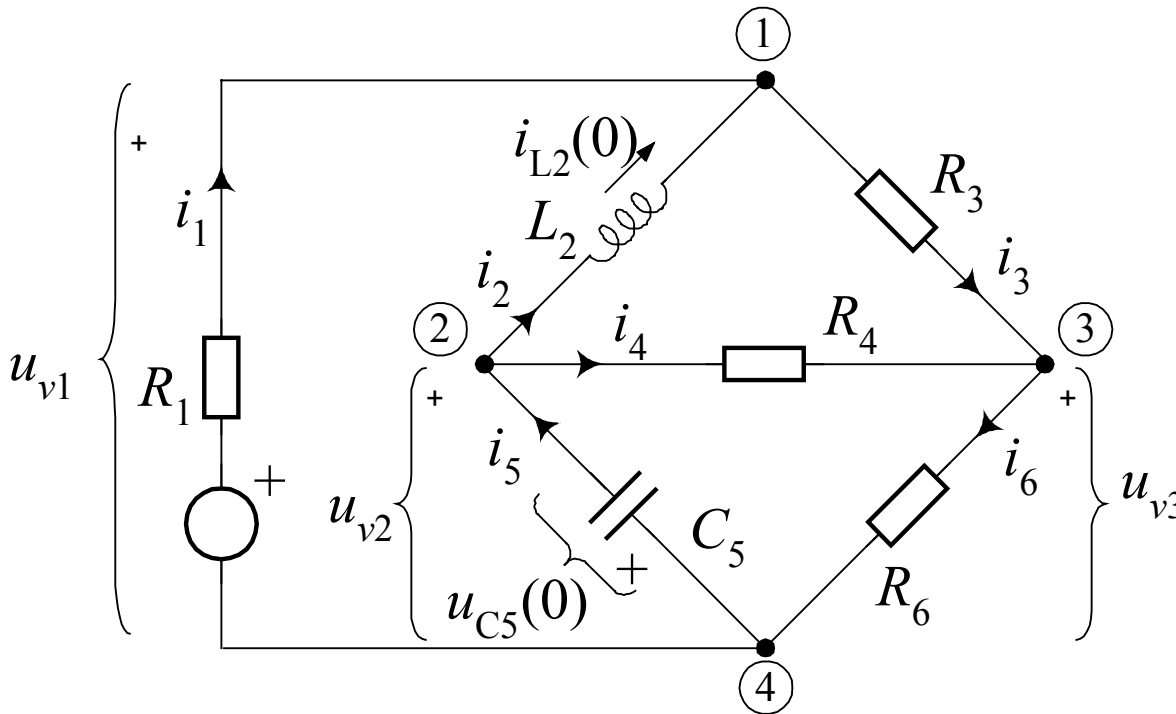 ①
+
i_L2(0)
R_3
i_1
L_2
i_2
i_3
②
i_4
R_4
③
u_v1
R_1
+
+
i_5
i_6
+
u_v2
C_5
u_v3
+
R_6
u_C5(0)
④